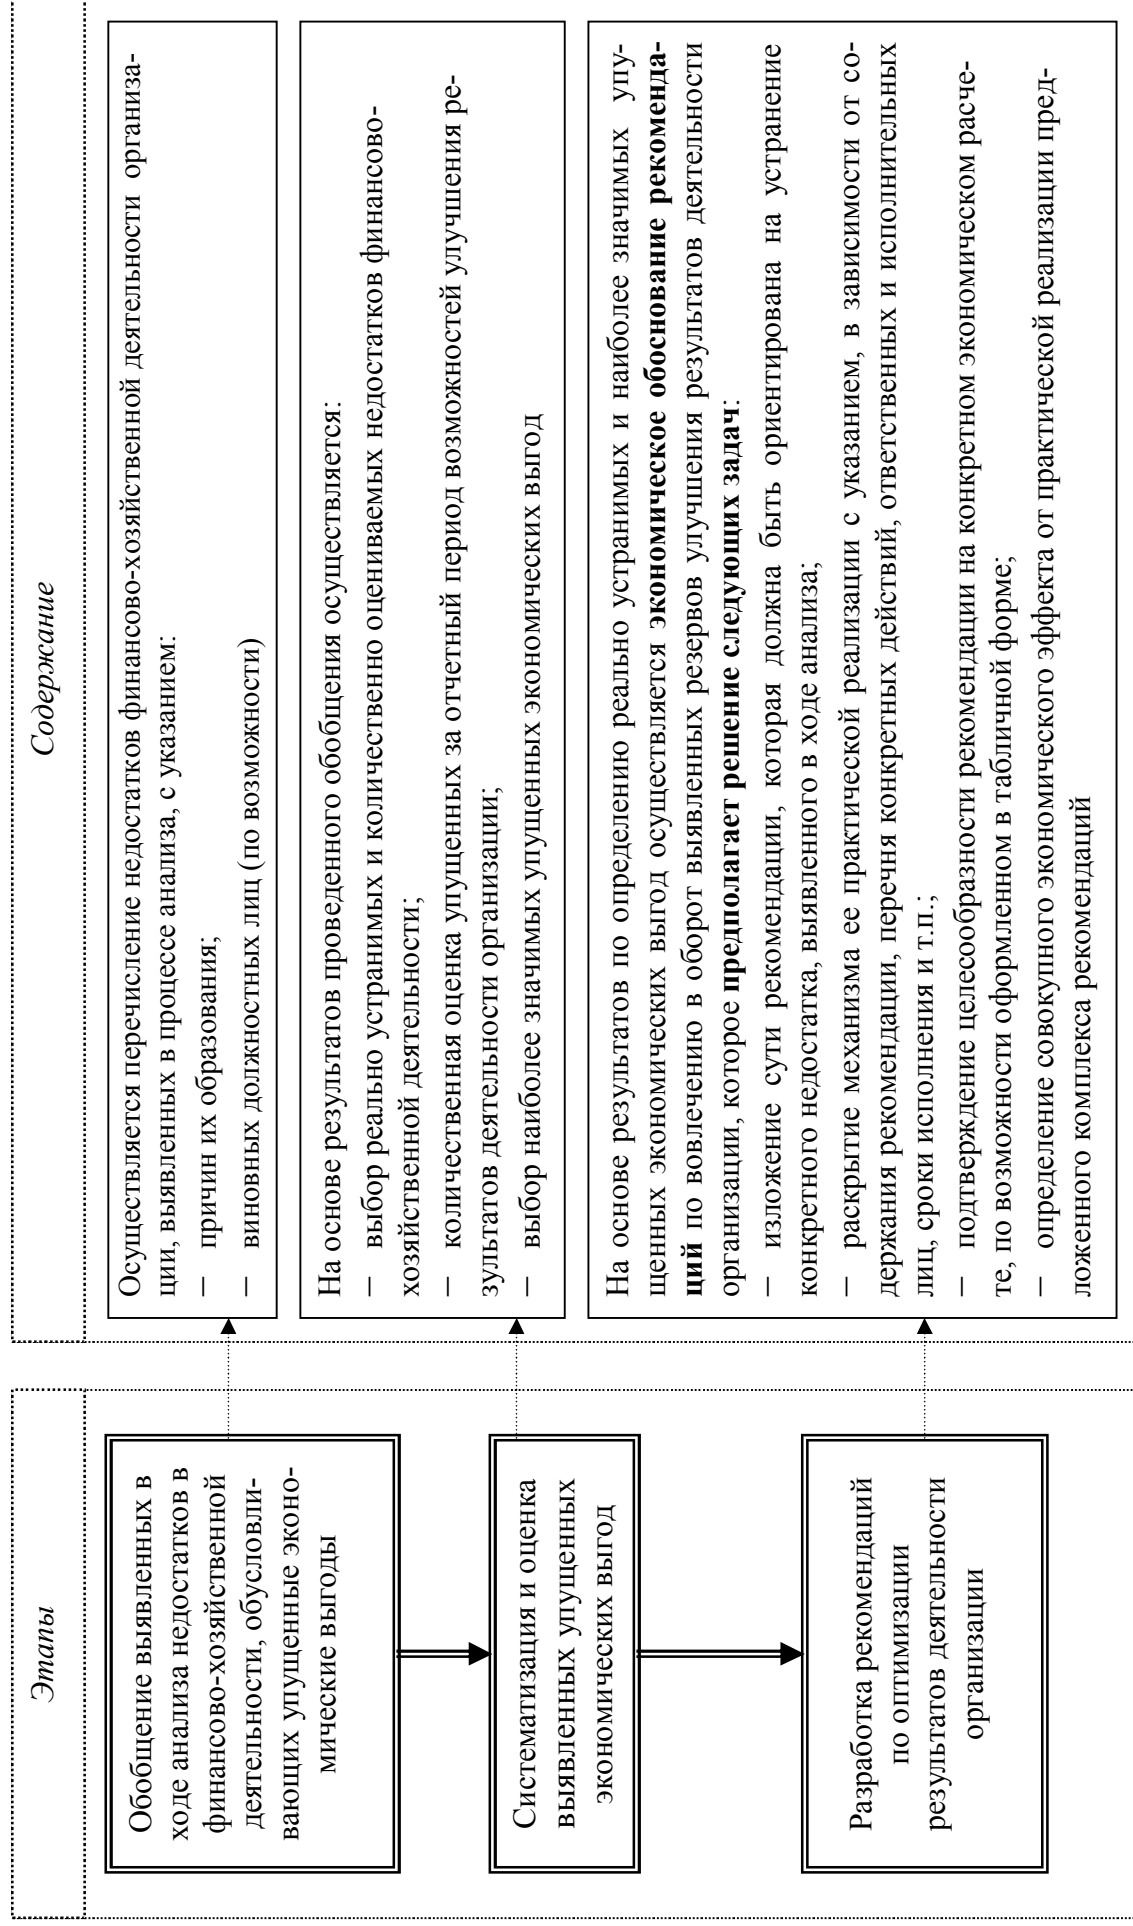 Этапы
Обобщение выявленных в
ходе анализа недостатков в
финансово-хозяйственной
деятельности, обусловли-
вающих упущенные эконо-
мические выгоды
Систематизация и оценка
выявленных упущенных
экономических выгод
Разработка рекомендаций
по оптимизации
результатов деятельности
организации
Содержание
Осуществляется перечисление недостатков финансово-хозяйственной деятельности организа-
ции, выявленных в процессе анализа, с указанием:
– причин их образования;
– виновных должностных лиц (по возможности)
На основе результатов проведенного обобщения осуществляется:
– выбор реально устранимых и количественно оцениваемых недостатков финансово-
хозяйственной деятельности;
– количественная оценка упущенных за отчетный период возможностей улучшения ре-
зультатов деятельности организации;
– выбор наиболее значимых упущенных экономических выгод
На основе результатов по определению реально устранимых и наиболее значимых упу-
щенных экономических выгод осуществляется экономическое обоснование рекоменда-
ций по вовлечению в оборот выявленных резервов улучшения результатов деятельности
организации, которое предполагает решение следующих задач:
– изложение сути рекомендации, которая должна быть ориентирована на устранение
конкретного недостатка, выявленного в ходе анализа;
– раскрытие механизма ее практической реализации с указанием, в зависимости от со-
держания рекомендации, перечня конкретных действий, ответственных и исполнительных
лиц, сроки исполнения и т.п.;
– подтверждение целесообразности рекомендации на конкретном экономическом расче-
те, по возможности оформленном в табличной форме;
– определение совокупного экономического эффекта от практической реализации пред-
ложенного комплекса рекомендаций